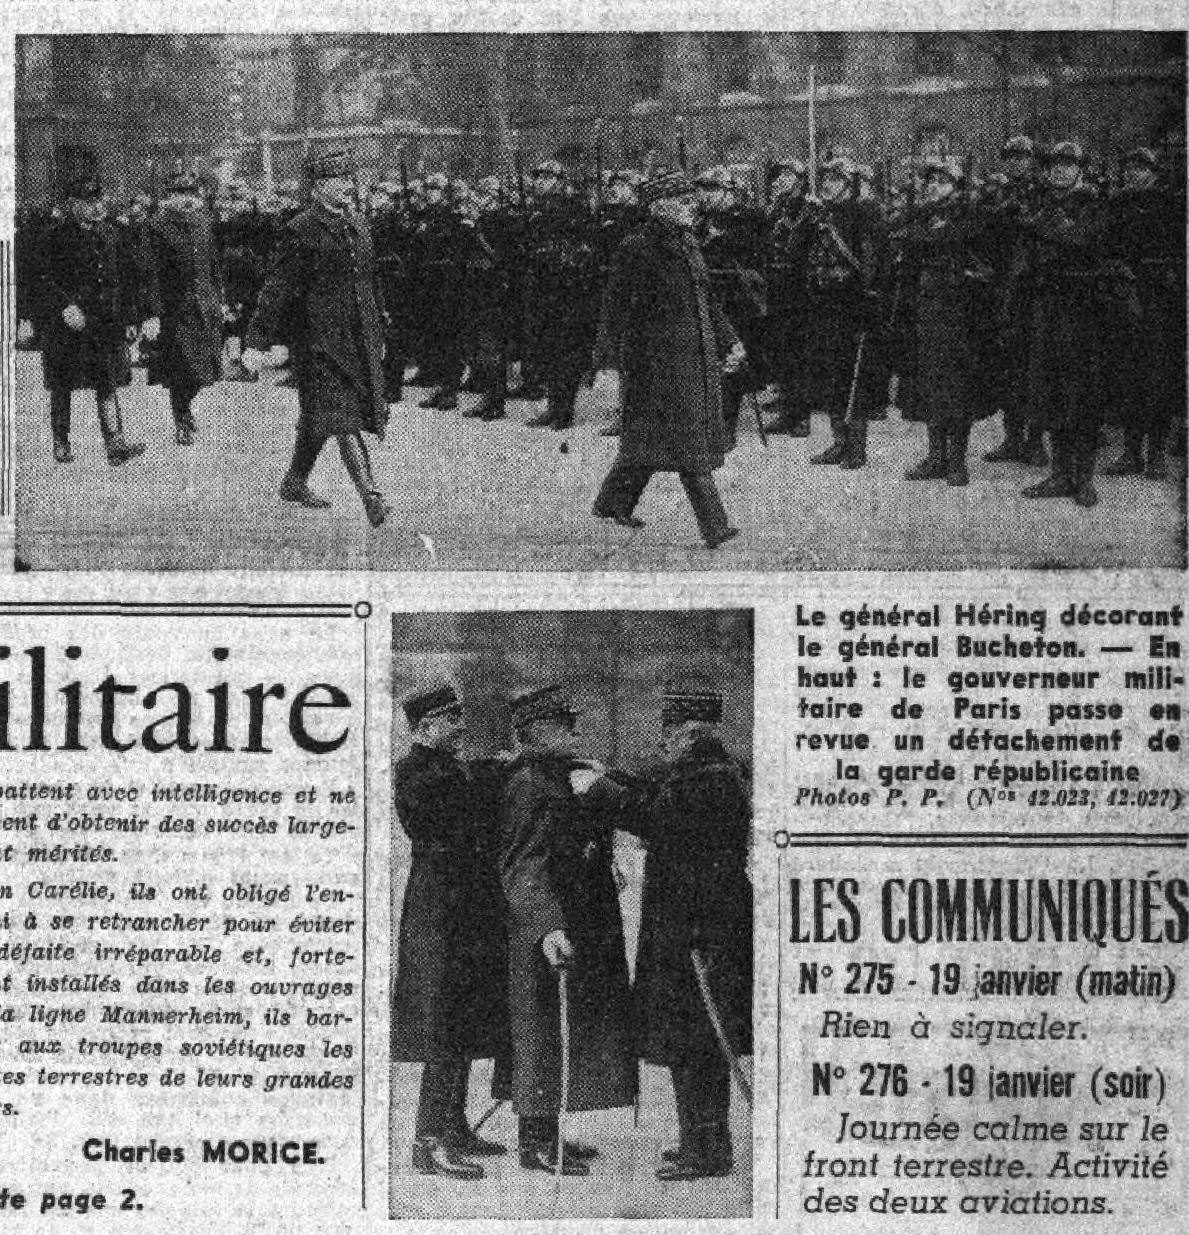 ilitaire
battent avec intelligence et ne
ent d'obtenir des succès large-
t mérités.
n Carélie, ils ont obligé l'en-
i à se retrancher pour éviter
défaite irréparable et, forte-
t installés dans les ouvrages
la ligne Mannerheim, ils bar-
aux troupes soviétiques les
es terrestres de leurs grandes
s.
Charles MORICE.
te page 2.
Le général Héring décorant
le général Bucheton. — En
haut : le gouverneur mili-
taire de Paris passe en
revue un détachement de
la garde républicaine
Photos P. P. (Nos 42.023, 42.027)
LES COMMUNIQUÉS
N° 275 - 19 janvier (matin)
Rien à signaler.
N° 276 - 19 janvier (soir)
Journée calme sur le
front terrestre. Activité
des deux aviations.